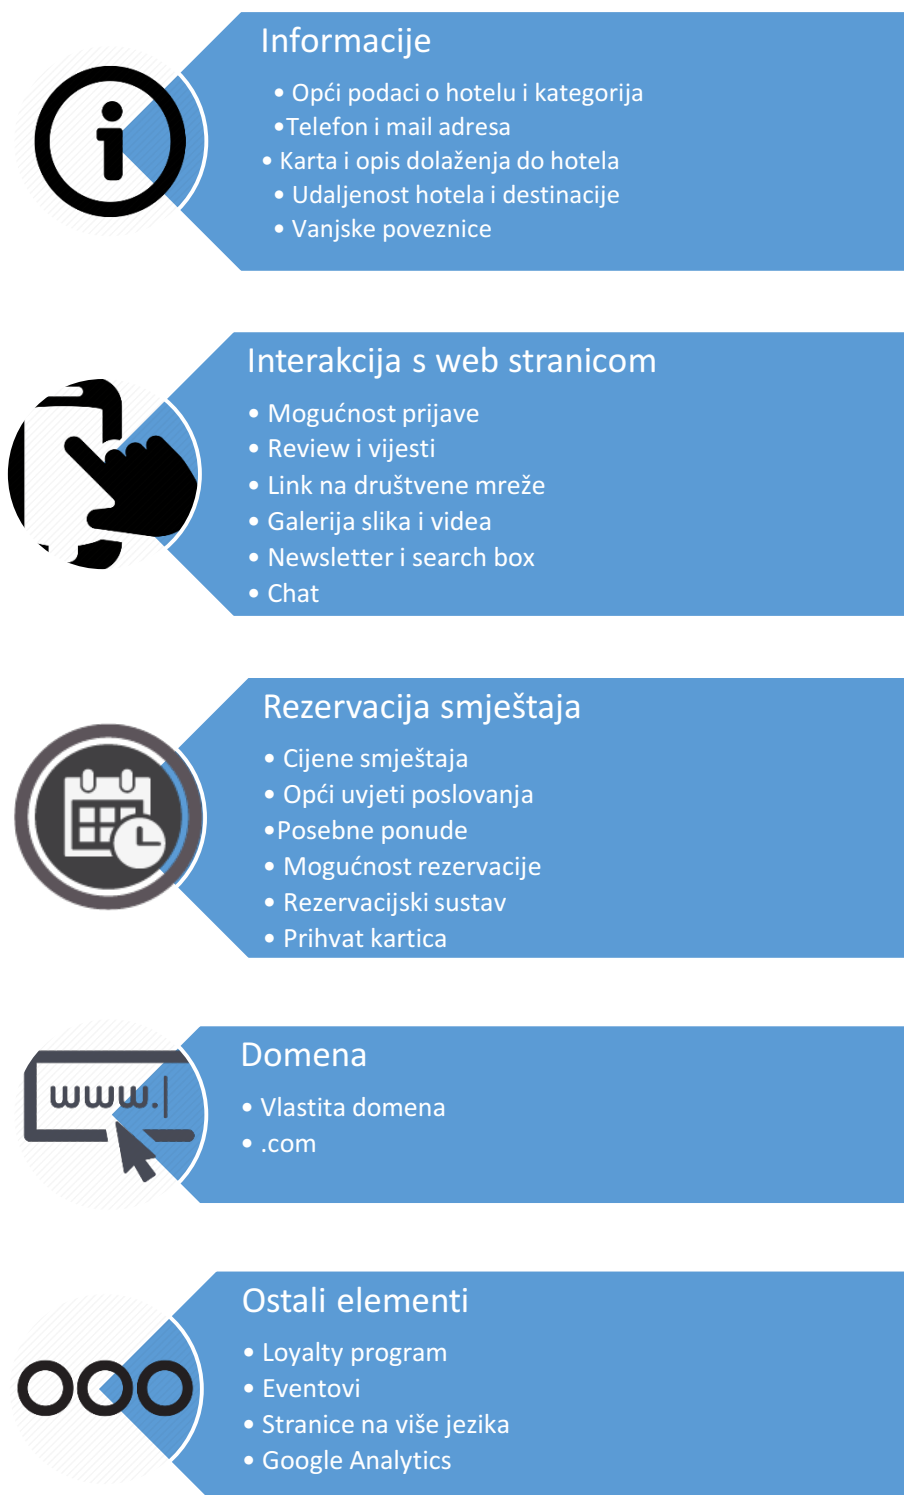 Informacije
• Opći podaci o hotelu i kategorija
•Telefon i mail adresa
• Karta i opis dolaženja do hotela
• Udaljenost hotela i destinacije
• Vanjske poveznice
Interakcija s web stranicom
• Mogućnost prijave
• Review i vijesti
• Link na društvene mreže
• Galerija slika i videa
• Newsletter i search box
• Chat
Rezervacija smještaja
• Cijene smještaja
• Opći uvjeti poslovanja
•Posebne ponude
• Mogućnost rezervacije
• Rezervacijski sustav
• Prihvat kartica
Domena
www.
• Vlastita domena
• .com
Ostali elementi
• Loyalty program
• Eventovi
• Stranice na više jezika
• Google Analytics